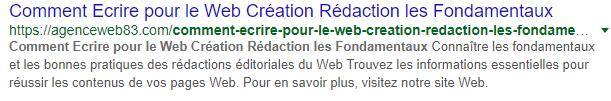 Comment Ecrire pour le Web Création Rédaction les Fondamentaux
https://agenceweb83.com/comment-ecrire-pour-le-web-creation-redaction-les-fondame...
Comment Ecrire pour le Web Création Rédaction les Fondamentaux Connaître les fondamentaux
et les bonnes pratiques des rédactions éditoriales du Web Trouvez les informations essentielles pour
réussir les contenus de vos pages Web. Pour en savoir plus, visitez notre site Web.